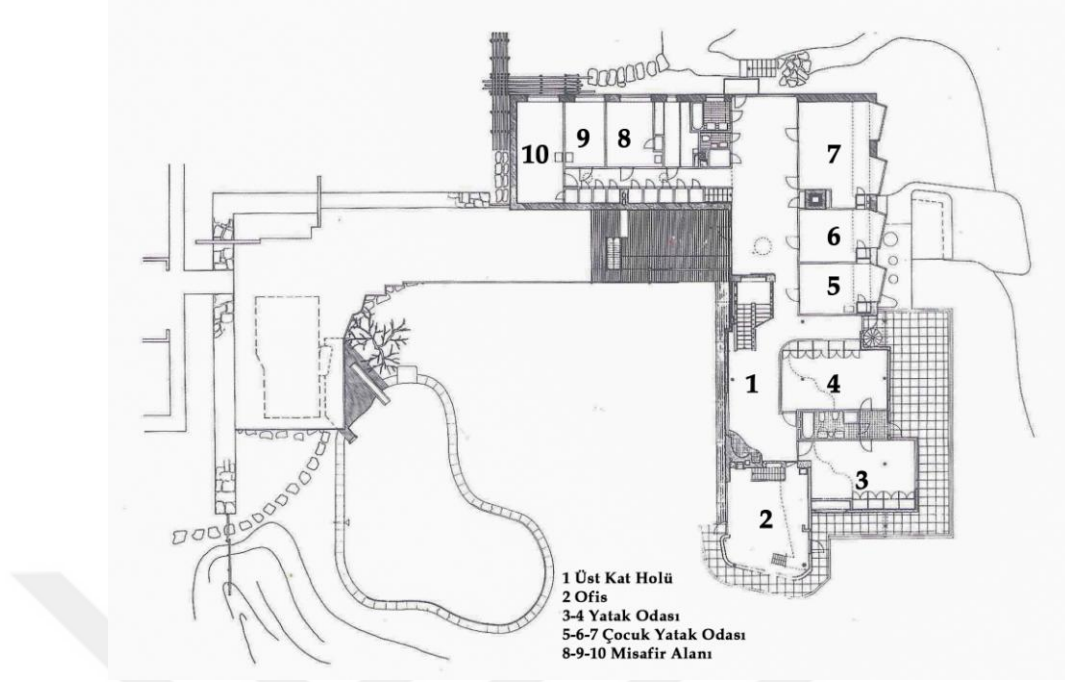 10
9
8
7
6
5
1
4
3
2
1 Üst Kat Holü
2 Ofis
3-4 Yatak Odası
5-6-7 Çocuk Yatak Odası
8-9-10 Misafir Alanı